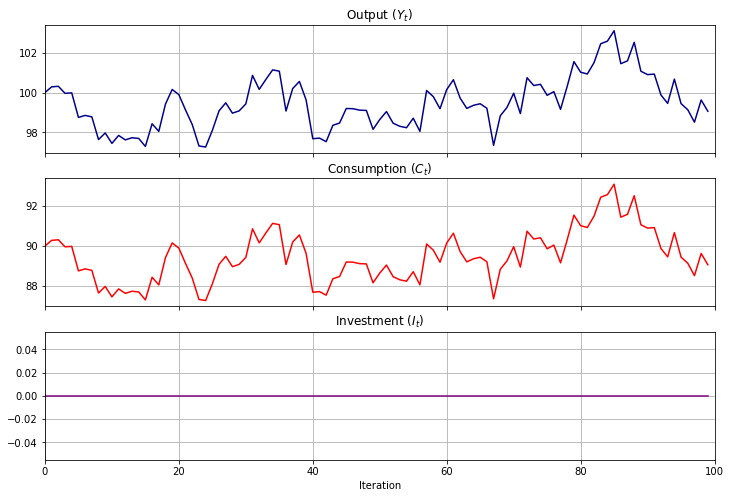 Output (Y_t)
102
100
98
Consumption (C_t)
92
90
88
Investment (I_t)
0.04
0.02
0.00
−0.02
−0.04
0 20 40 60 80 100
Iteration